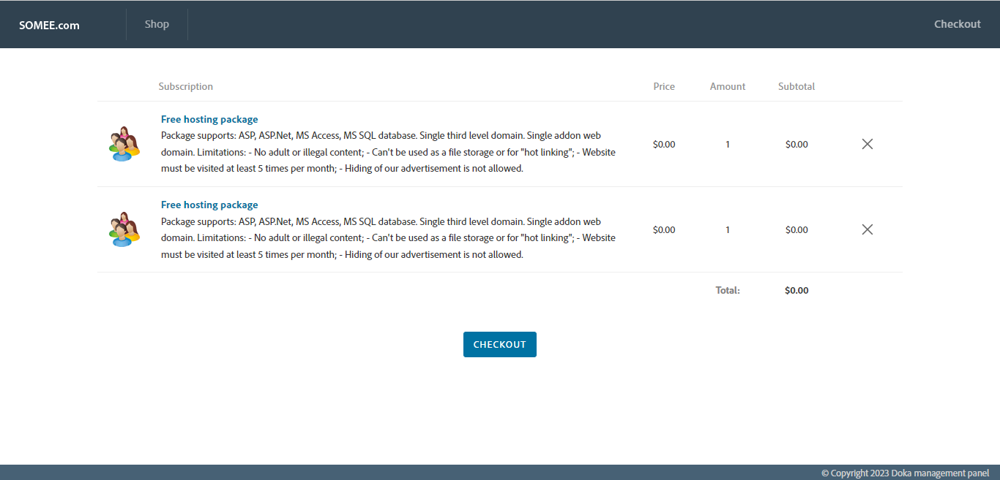 SOMEE.com Shop Checkout
Subscription Price Amount Subtotal
Free hosting package
Package supports: ASP, ASP.Net, MS Access, MS SQL database. Single third level domain. Single addon web
domain. Limitations: - No adult or illegal content; - Can't be used as a file storage or for "hot linking"; - Website
must be visited at least 5 times per month; - Hiding of our advertisement is not allowed.
$0.00 1 $0.00
Free hosting package
Package supports: ASP, ASP.Net, MS Access, MS SQL database. Single third level domain. Single addon web
domain. Limitations: - No adult or illegal content; - Can't be used as a file storage or for "hot linking"; - Website
must be visited at least 5 times per month; - Hiding of our advertisement is not allowed.
$0.00 1 $0.00
Total: $0.00
CHECKOUT
© Copyright 2023 Doka management panel